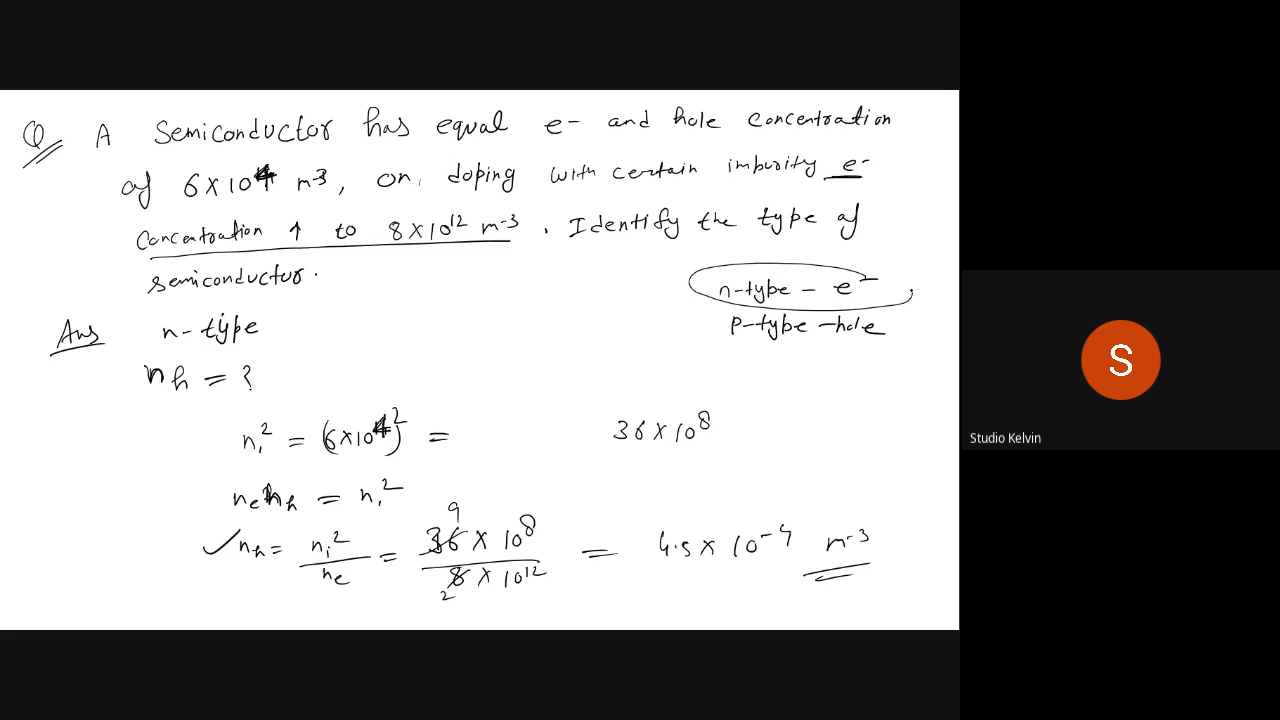 Q A Semiconductor has equal e- and hole concentration
of 6×10⁴ m-3, on, doping with certain impurity e-
Concentration ↑ to 8×10¹² m-3. Identify the type of
semiconductor.
n-type - e-
p-type -hole
Ans n-type
nh = ?
ni² = (6×10⁴)² = 36×10⁸
ne nh = ni²
✓ nh = ni²/ne = 36×10⁸/8×10¹² = 4.5×10⁻⁴ m-3
9
2
S
Studio Kelvin